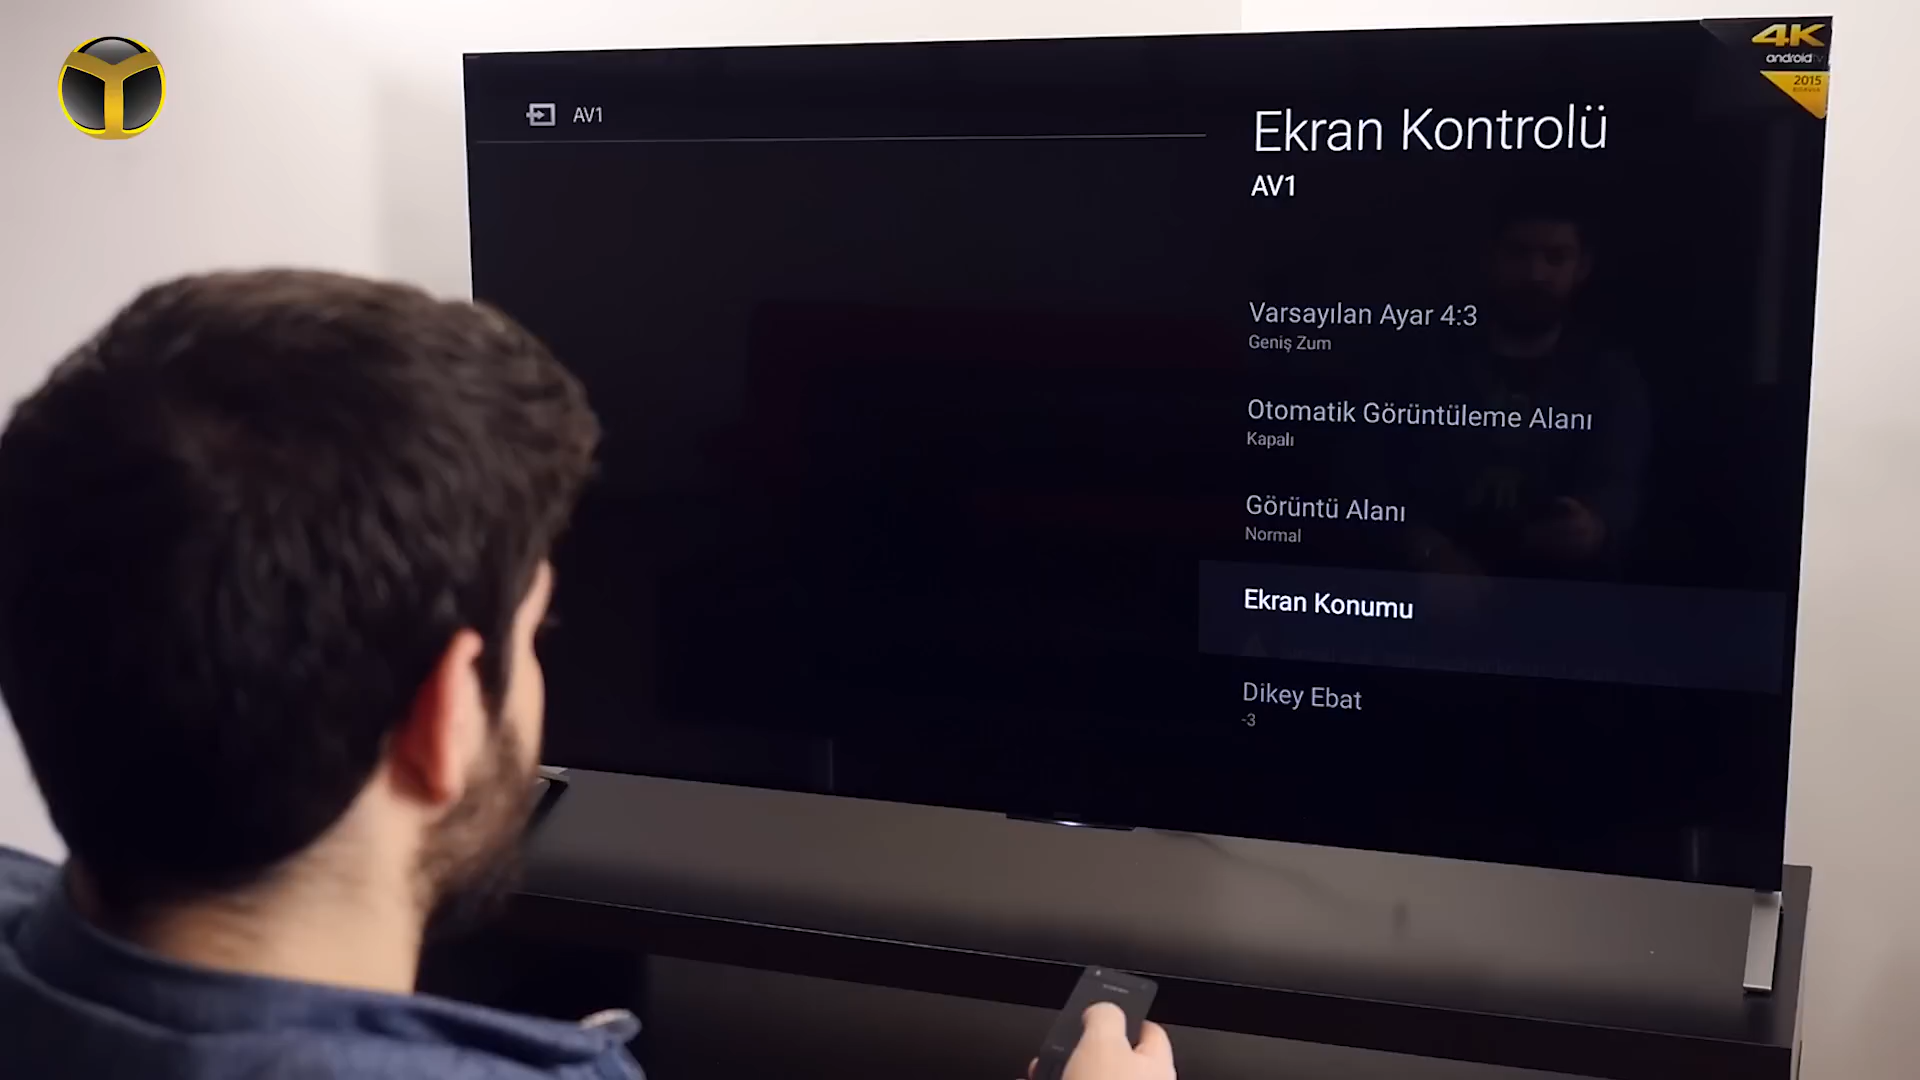 AV1
Ekran Kontrolü
AV1
Varsayılan Ayar 4:3
Geniş Zum
Otomatik Görüntüleme Alanı
Kapalı
Görüntü Alanı
Normal
Ekran Konumu
Dikey Ebat
-3
4K
androidtv
2015